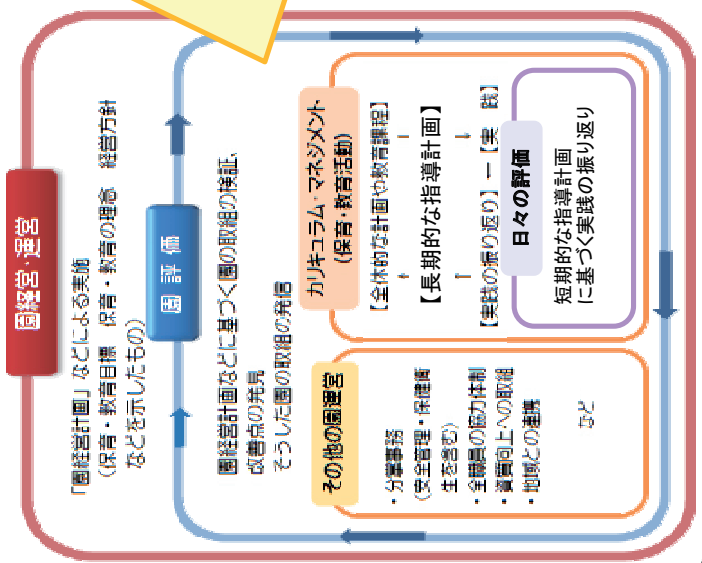 園経営・運営
「園経営計画」などによる実施
(保育・教育目標 保育・教育の理念 経営方針
などを示したもの)
園評価
園経営計画などに基づく園の取組の検証、
改善点の発見
そうした園の取組の発信
その他の園運営
・分掌事務
(安全管理・保健衛
生を含む)
・全職員の協力体制
・資質向上への取組
・地域との連携
など
カリキュラム・マネジメント
(保育・教育活動)
【全体的な計画や教育課程】
【長期的な指導計画】
【実践の振り返り】ー【実 践】
日々の評価
短期的な指導計画
に基づく実践の振り返り